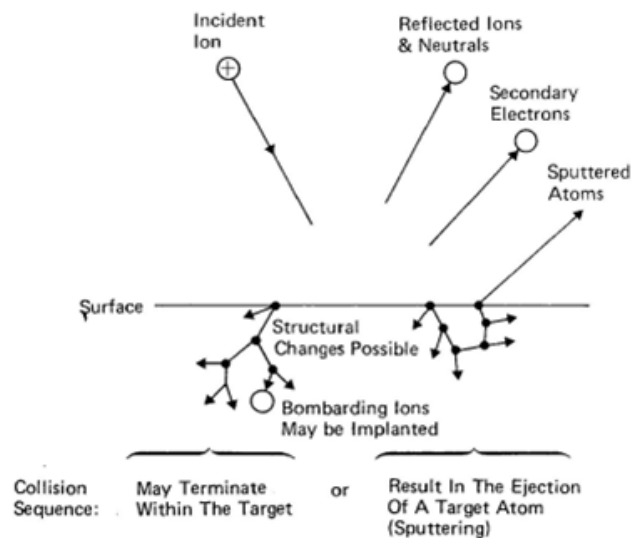 Incident
Ion
Reflected Ions
& Neutrals
Secondary
Electrons
Sputtered
Atoms
Surface
Structural
Changes Possible
Bombarding Ions
May be Implanted
Collision
Sequence:
May Terminate
Within The Target
or
Result In The Ejection
Of A Target Atom
(Sputtering)